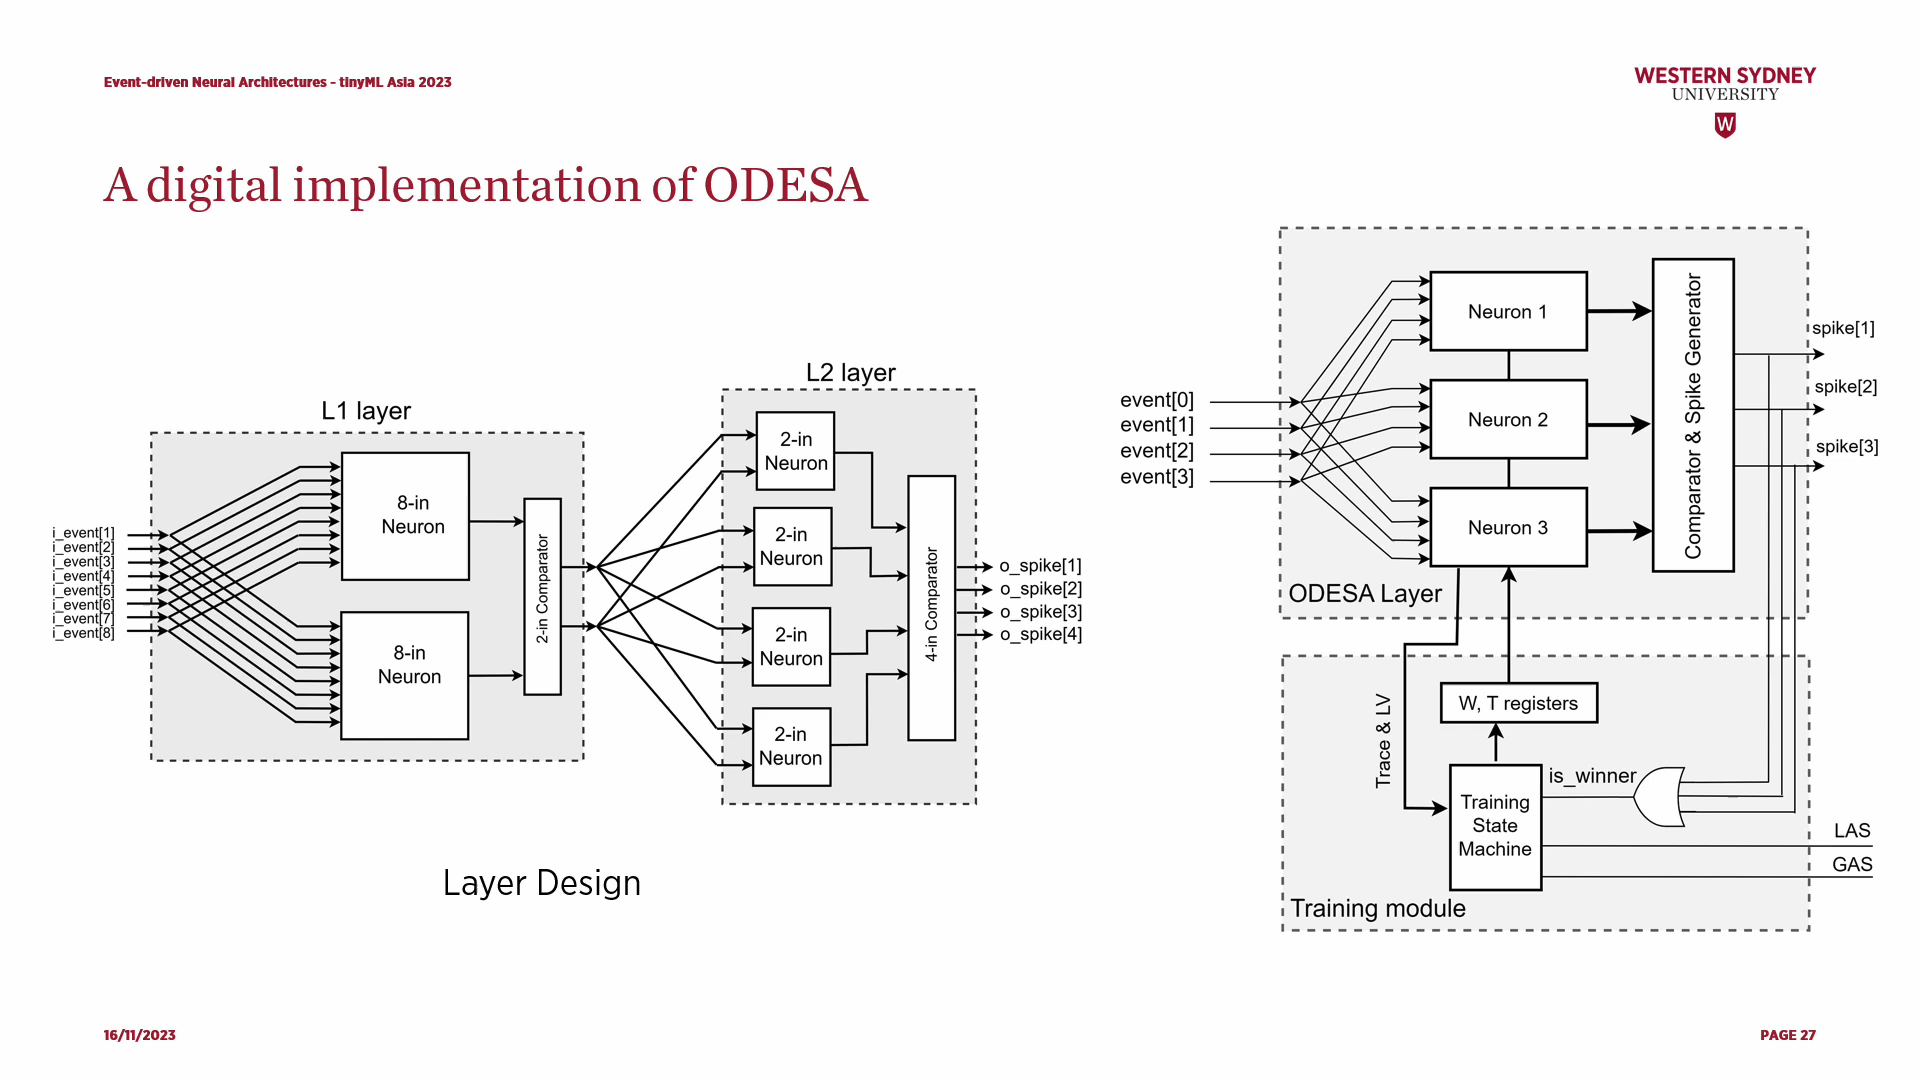 Event-driven Neural Architectures - tinyML Asia 2023
WESTERN SYDNEY
UNIVERSITY
W
A digital implementation of ODESA
L1 layer
i_event[1]
i_event[2]
i_event[3]
i_event[4]
i_event[5]
i_event[6]
i_event[7]
i_event[8]
8-in
Neuron
8-in
Neuron
2-in Comparator
L2 layer
2-in
Neuron
2-in
Neuron
2-in
Neuron
2-in
Neuron
4-in Comparator
o_spike[1]
o_spike[2]
o_spike[3]
o_spike[4]
Layer Design
event[0]
event[1]
event[2]
event[3]
Neuron 1
Neuron 2
Neuron 3
Comparator & Spike Generator
spike[1]
spike[2]
spike[3]
ODESA Layer
Trace & LV
W, T registers
is_winner
Training
State
Machine
LAS
GAS
Training module
16/11/2023
PAGE 27